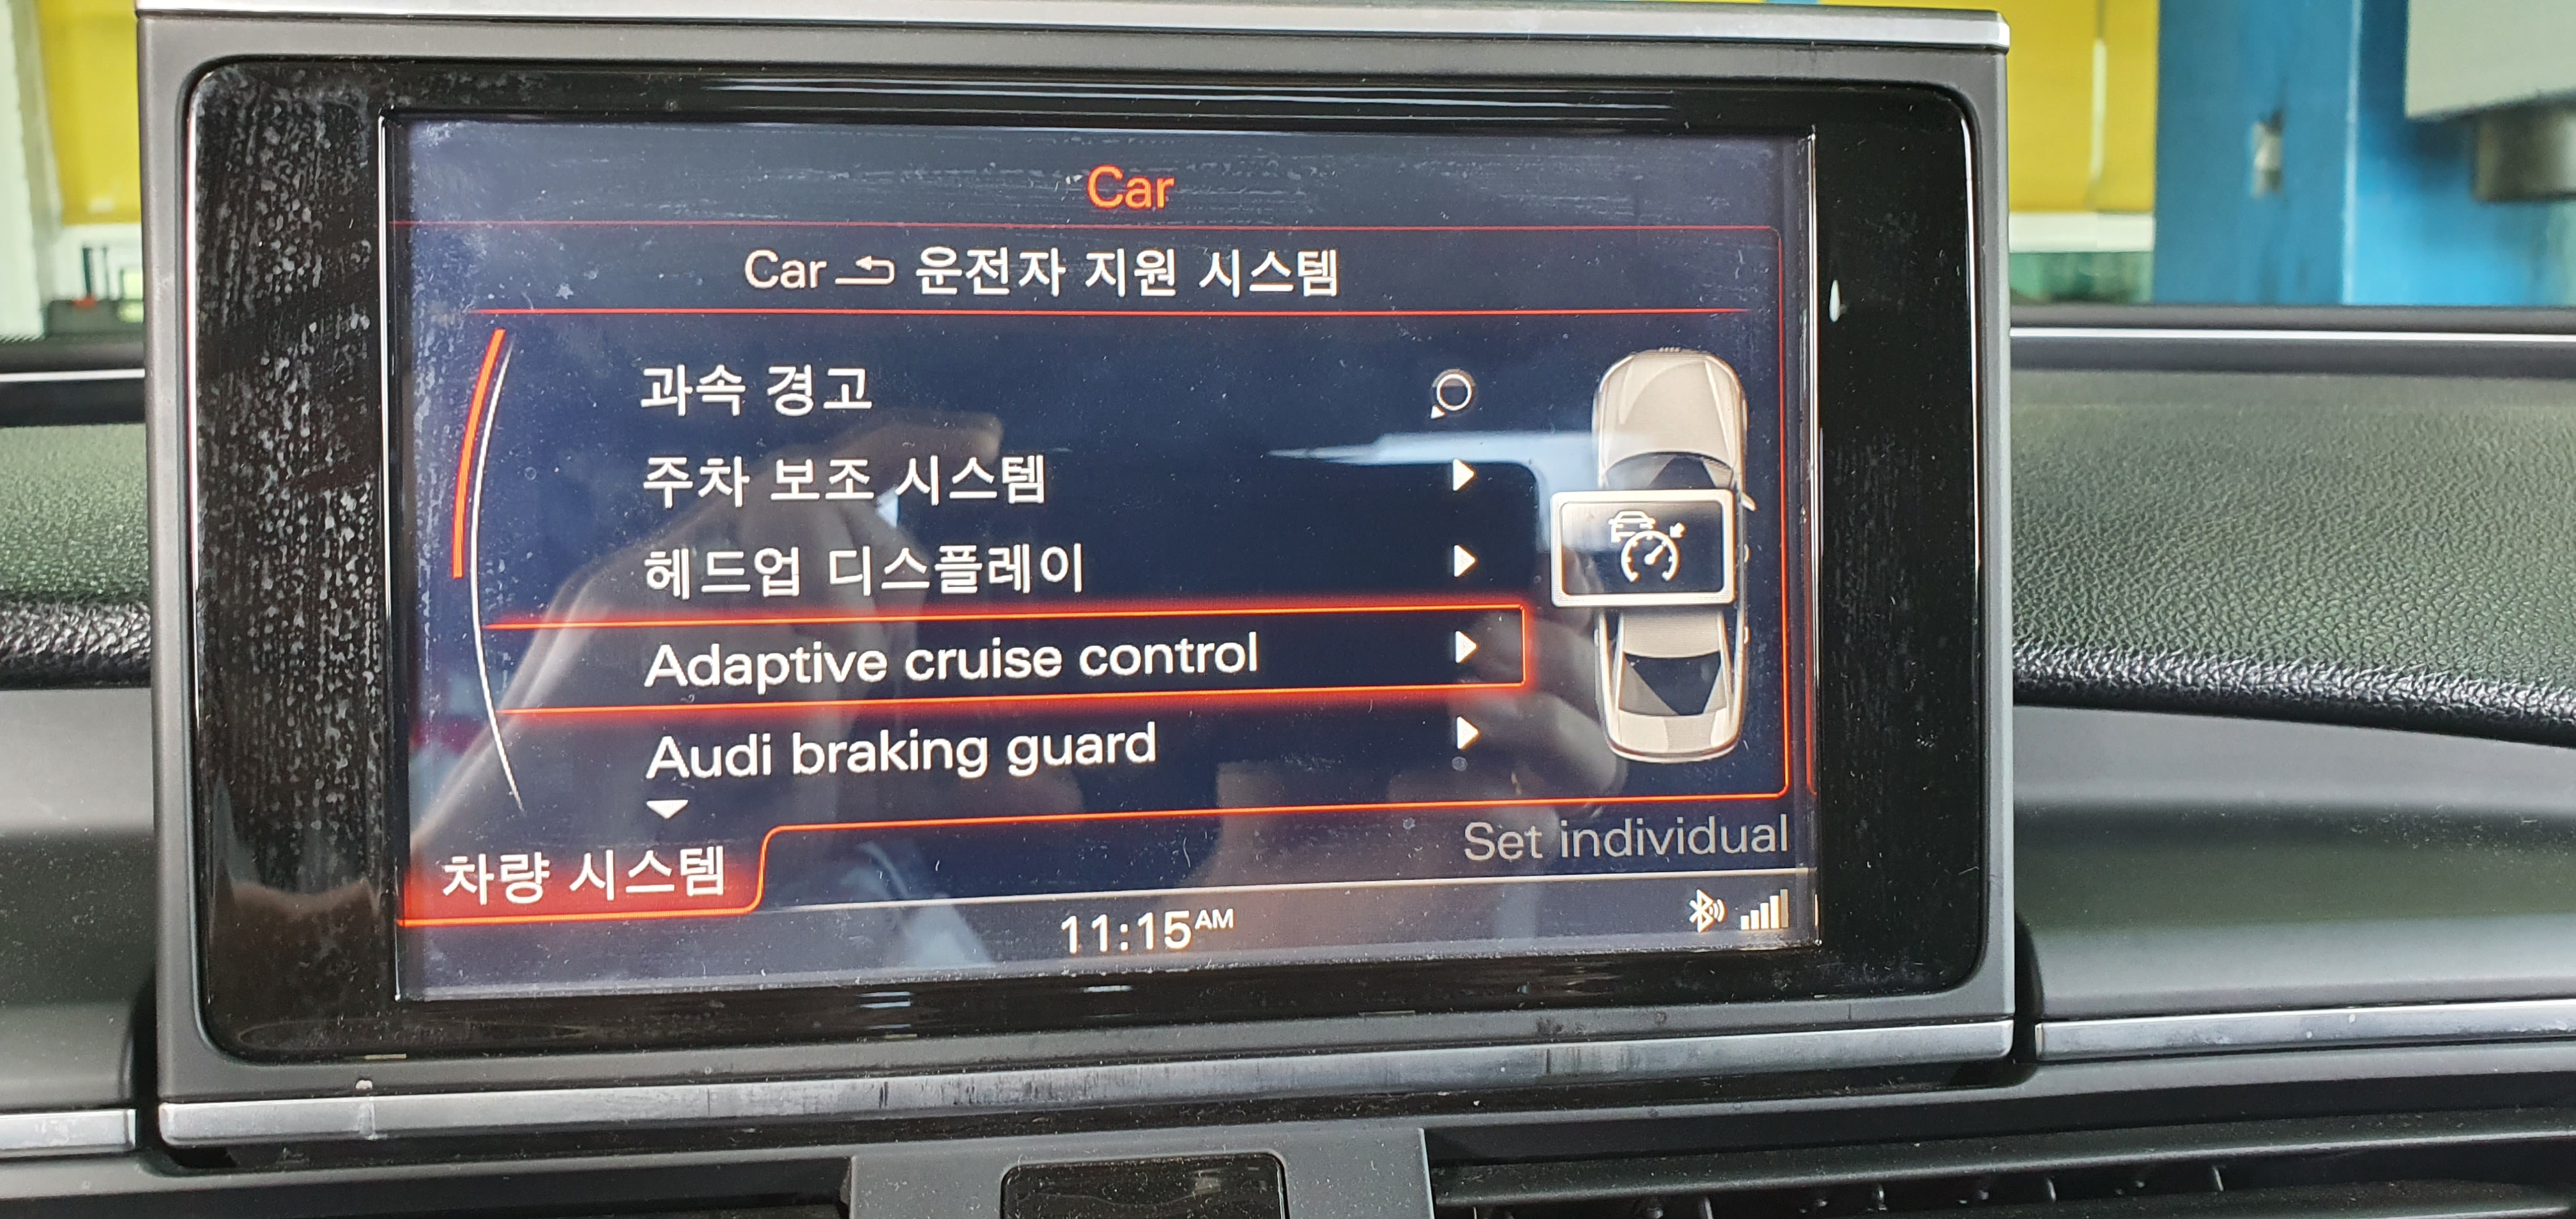 Car
Car 운전자 지원 시스템
과속 경고
주차 보조 시스템
헤드업 디스플레이
Adaptive cruise control
Audi braking guard
Set individual
차량 시스템
11:15AM